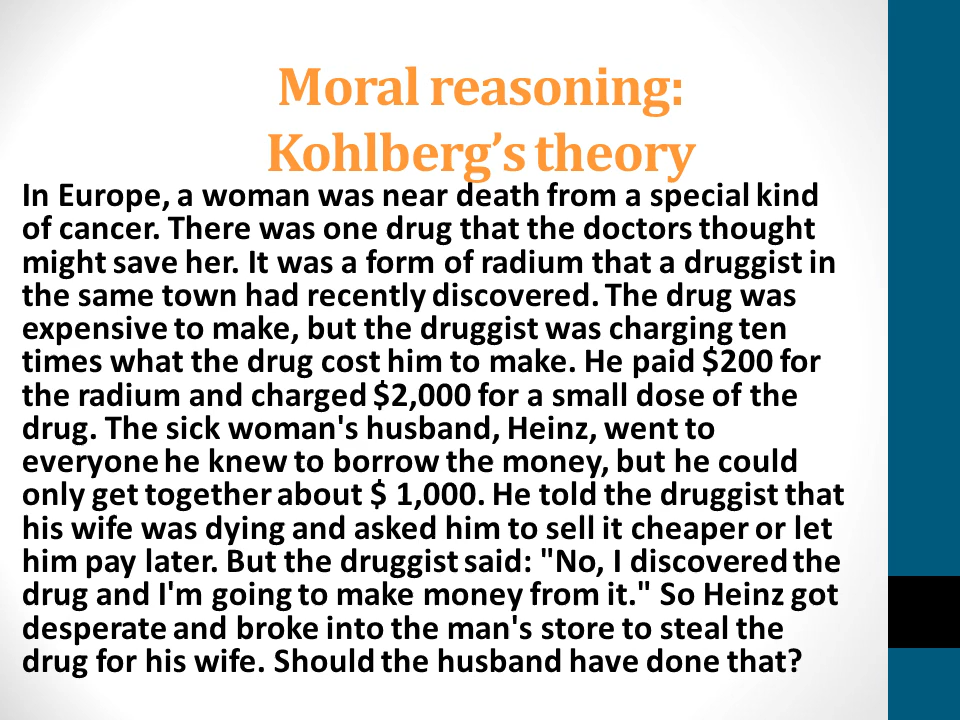 Moral reasoning:
Kohlberg’s theory
In Europe, a woman was near death from a special kind
of cancer. There was one drug that the doctors thought
might save her. It was a form of radium that a druggist in
the same town had recently discovered. The drug was
expensive to make, but the druggist was charging ten
times what the drug cost him to make. He paid $200 for
the radium and charged $2,000 for a small dose of the
drug. The sick woman's husband, Heinz, went to
everyone he knew to borrow the money, but he could
only get together about $ 1,000. He told the druggist that
his wife was dying and asked him to sell it cheaper or let
him pay later. But the druggist said: "No, I discovered the
drug and I'm going to make money from it." So Heinz got
desperate and broke into the man's store to steal the
drug for his wife. Should the husband have done that?